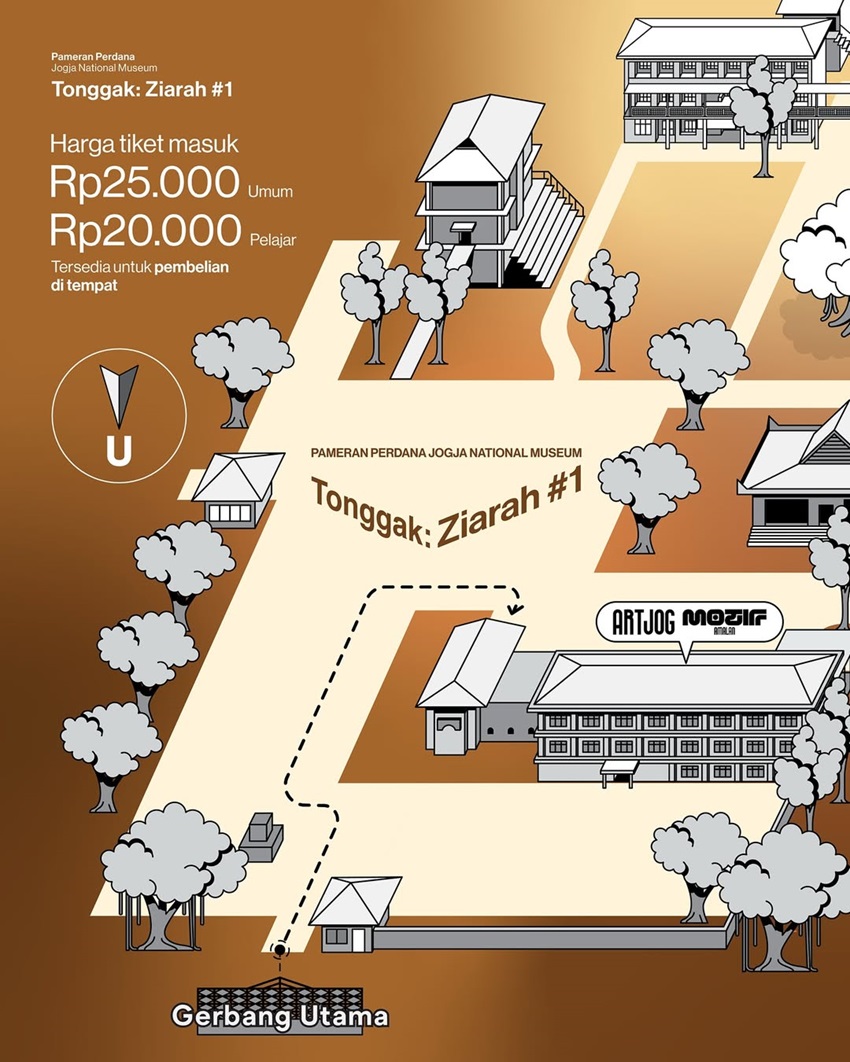 Pameran Perdana
Jogja National Museum
Tonggak: Ziarah #1
Harga tiket masuk
Rp25.000 Umum
Rp20.000 Pelajar
Tersedia untuk pembelian
di tempat
U
PAMERAN PERDANA JOGJA NATIONAL MUSEUM
Tonggak: Ziarah #1
ARTJOG MOTIF
AMALAN
Gerbang Utama